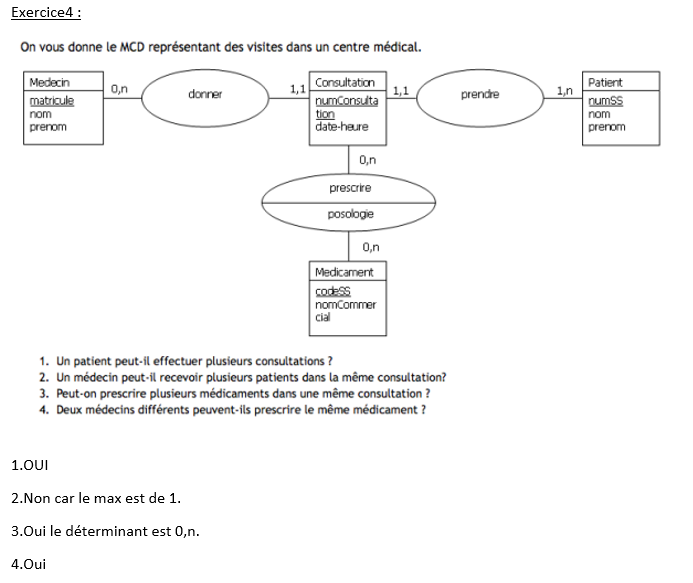 Exercice4 :
On vous donne le MCD représentant des visites dans un centre médical.
Medecin
matricule
nom
prenom
0,n
donner
1,1
Consultation
numConsulta
tion
date-heure
1,1
prendre
1,n
Patient
numSS
nom
prenom
0,n
prescrire
posologie
0,n
Medicament
codeSS
nomCommer
cial
1. Un patient peut-il effectuer plusieurs consultations ?
2. Un médecin peut-il recevoir plusieurs patients dans la même consultation?
3. Peut-on prescrire plusieurs médicaments dans une même consultation ?
4. Deux médecins différents peuvent-ils prescrire le même médicament ?
1.OUI
2.Non car le max est de 1.
3.Oui le déterminant est 0,n.
4.Oui